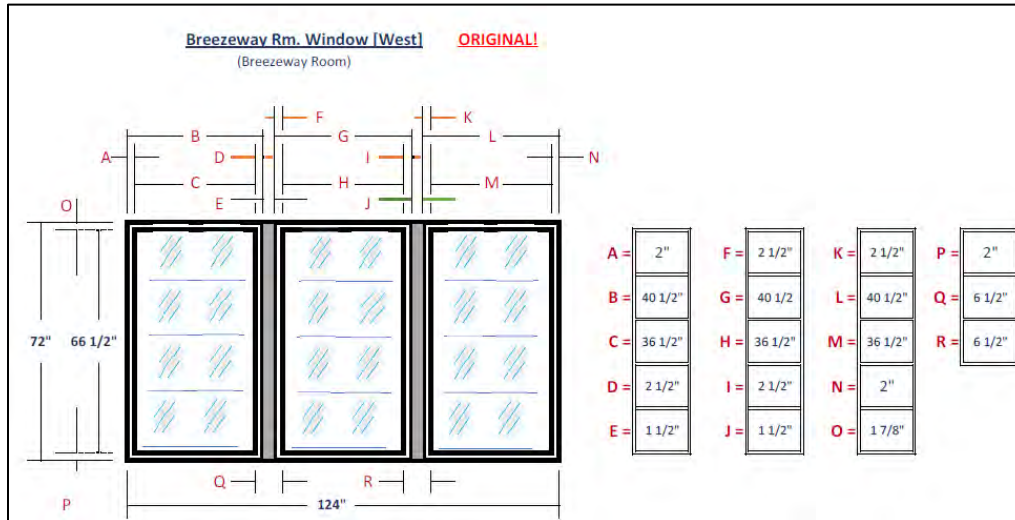 Breezeway Rm. Window [West] ORIGINAL!
(Breezeway Room)
F K
B G L
A D I N
C H M
E J
O
72" 66 1/2"
P
Q R
124"
A = 2" F = 2 1/2" K = 2 1/2" P = 2"
B = 40 1/2" G = 40 1/2 L = 40 1/2" Q = 6 1/2"
C = 36 1/2" H = 36 1/2" M = 36 1/2" R = 6 1/2"
D = 2 1/2" I = 2 1/2" N = 2"
E = 1 1/2" J = 1 1/2" O = 1 7/8"